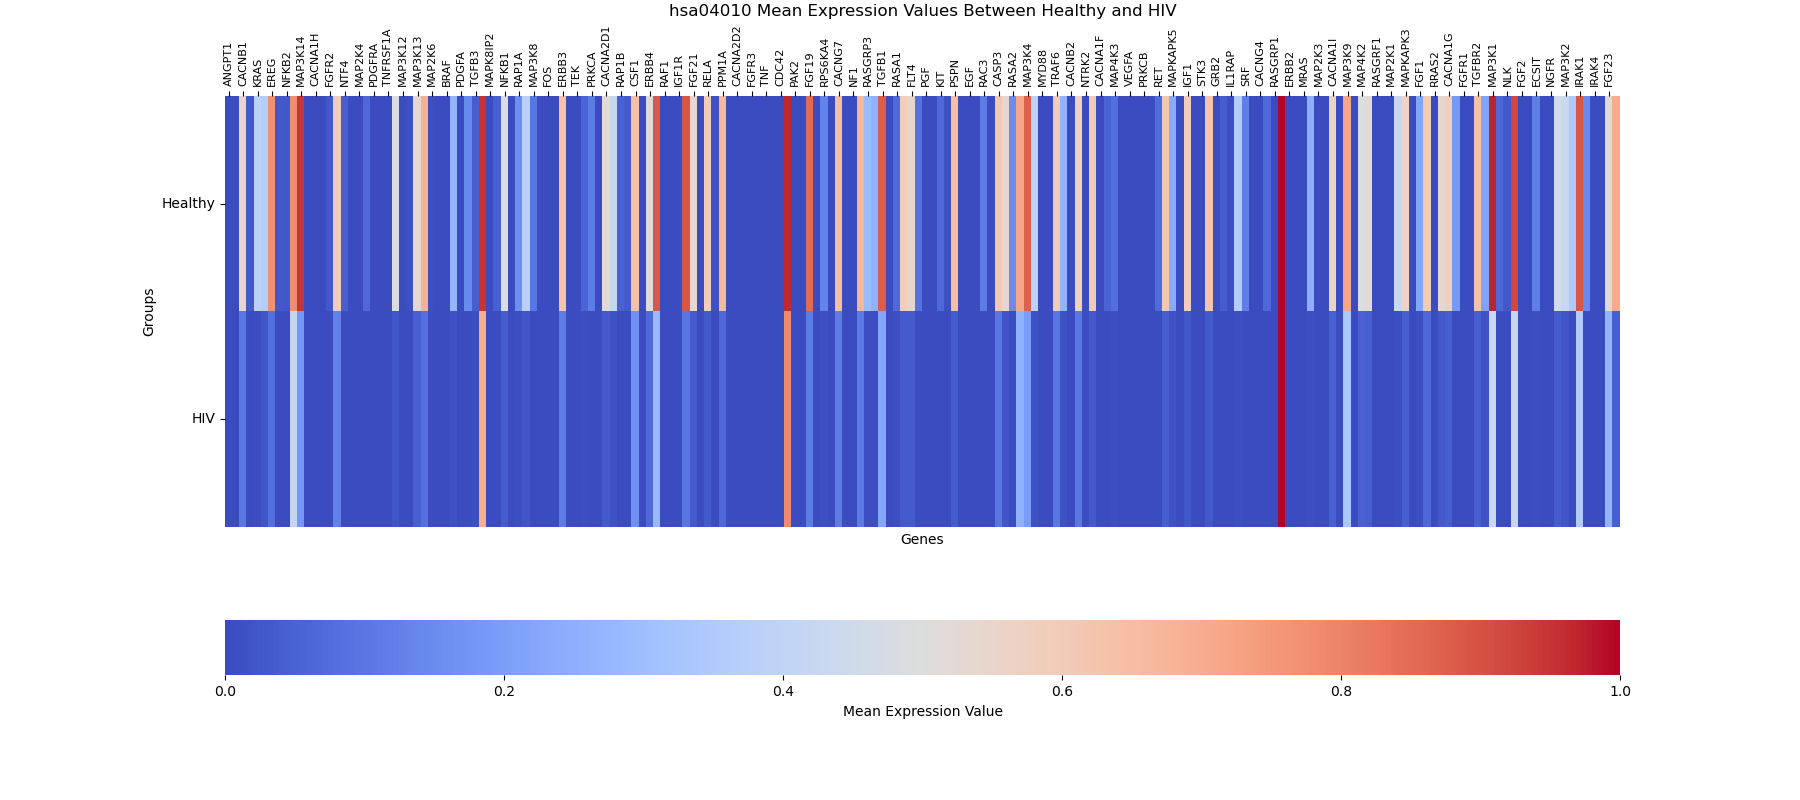 hsa04010 Mean Expression Values Between Healthy and HIV
ANGPT1
CACNB1
KRAS
EREG
NFKB2
MAP3K14
CACNA1H
FGFR2
NTF4
MAP2K4
PDGFRA
TNFRSF1A
MAP3K12
MAP3K13
MAP2K6
BRAF
PDGFA
TGFB3
MAPK8IP2
NFKB1
RAP1A
MAP3K8
FOS
ERBB3
TEK
PRKCA
CACNA2D1
RAP1B
CSF1
ERBB4
RAF1
IGF1R
FGF21
RELA
PPM1A
CACNA2D2
FGFR3
TNF
CDC42
PAK2
FGF19
RPS6KA4
CACNG7
NF1
RASGRP3
TGFB1
RASA1
FLT4
PGF
KIT
PSPN
EGF
RAC3
CASP3
RASA2
MAP3K4
MYD88
TRAF6
CACNB2
NTRK2
CACNA1F
MAP4K3
VEGFA
PRKCB
RET
MAPKAPK5
IGF1
STK3
GRB2
IL1RAP
SRF
CACNG4
RASGRP1
ERBB2
MRAS
MAP2K3
CACNA1I
MAP3K9
MAP4K2
RASGRF1
MAP2K1
MAPKAPK3
FGF1
RRAS2
CACNA1G
FGFR1
TGFBR2
MAP3K1
NLK
FGF2
ECSIT
NGFR
MAP3K2
IRAK1
IRAK4
FGF23
Groups
Healthy
HIV
Genes
0.0
0.2
0.4
0.6
0.8
1.0
Mean Expression Value